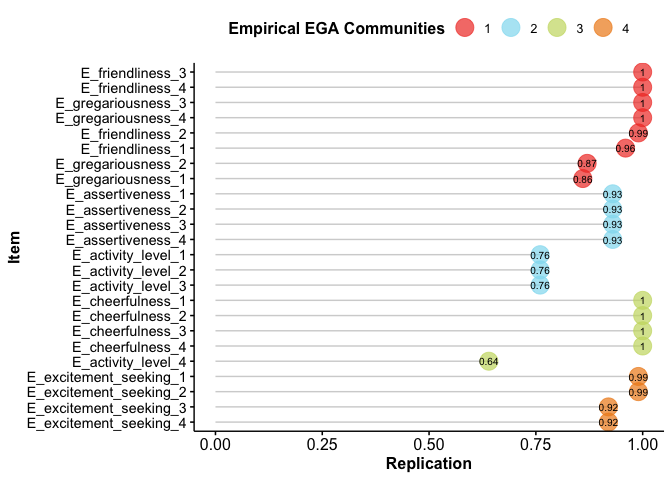 Empirical EGA Communities 1 2 3 4
E_friendliness_3 1
E_friendliness_4 1
E_gregariousness_3 1
E_gregariousness_4 1
E_friendliness_2 0.99
E_friendliness_1 0.96
E_gregariousness_2 0.87
E_gregariousness_1 0.86
E_assertiveness_1 0.93
E_assertiveness_2 0.93
E_assertiveness_3 0.93
E_assertiveness_4 0.93
E_activity_level_1 0.76
E_activity_level_2 0.76
E_activity_level_3 0.76
E_cheerfulness_1 1
E_cheerfulness_2 1
E_cheerfulness_3 1
E_cheerfulness_4 1
E_activity_level_4 0.64
E_excitement_seeking_1 0.99
E_excitement_seeking_2 0.99
E_excitement_seeking_3 0.92
E_excitement_seeking_4 0.92
Item
0.00 0.25 0.50 0.75 1.00
Replication